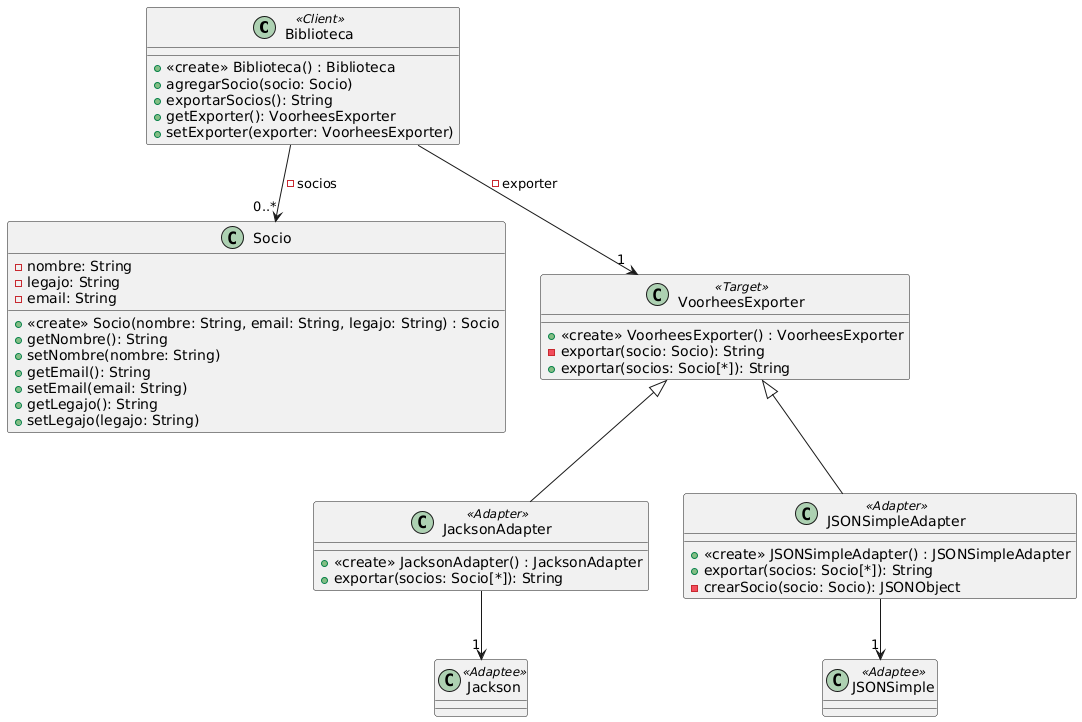 «Client»
C Biblioteca
«create» Biblioteca() : Biblioteca
agregarSocio(socio: Socio)
exportarSocios(): String
getExporter(): VoorheesExporter
setExporter(exporter: VoorheesExporter)
socios
exporter
0..*
1
C Socio
nombre: String
legajo: String
email: String
«create» Socio(nombre: String, email: String, legajo: String) : Socio
getNombre(): String
setNombre(nombre: String)
getEmail(): String
setEmail(email: String)
getLegajo(): String
setLegajo(legajo: String)
«Target»
C VoorheesExporter
«create» VoorheesExporter() : VoorheesExporter
exportar(socio: Socio): String
exportar(socios: Socio[*]): String
«Adapter»
C JacksonAdapter
«create» JacksonAdapter() : JacksonAdapter
exportar(socios: Socio[*]): String
«Adapter»
C JSONSimpleAdapter
«create» JSONSimpleAdapter() : JSONSimpleAdapter
exportar(socios: Socio[*]): String
crearSocio(socio: Socio): JSONObject
1
1
«Adaptee»
C Jackson
«Adaptee»
C JSONSimple